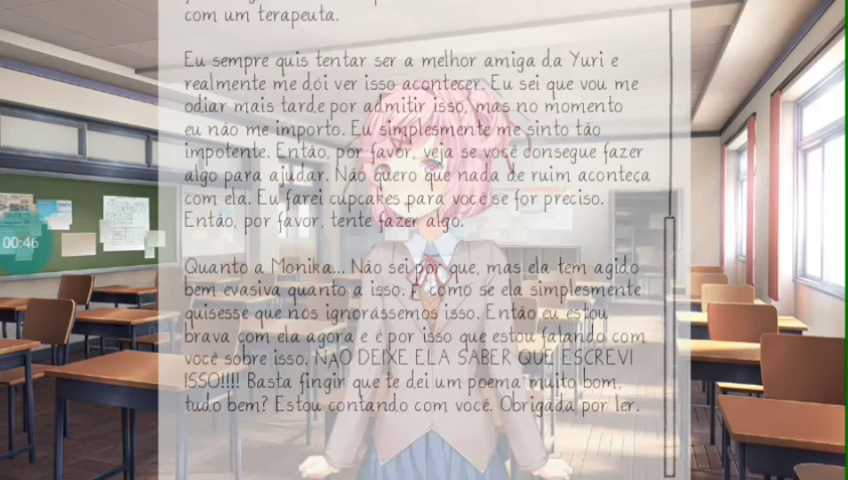 com um terapeuta.
Eu sempre quis tentar ser a melhor amiga da Yuri e
realmente me dói ver isso acontecer. Eu sei que vou me
odiar mais tarde por admitir isso, mas no momento
eu não me importo. Eu simplesmente me sinto tão
impotente. Então, por favor, veja se você consegue fazer
algo para ajudar. Não quero que nada de ruim aconteça
com ela. Eu farei cupcakes para você se for preciso.
Então, por favor, tente fazer algo.
Quanto a Monika... Não sei por que, mas ela tem agido
bem evasiva quanto a isso. É como se ela simplesmente
quisesse que nós ignorássemos isso. Então eu estou
brava com ela agora e é por isso que estou falando com
você sobre isso. NÃO DEIXE ELA SABER QUE ESCREVI
ISSO!!!! Basta fingir que te dei um poema muito bom,
tudo bem? Estou contando com você. Obrigada por ler.
00:46